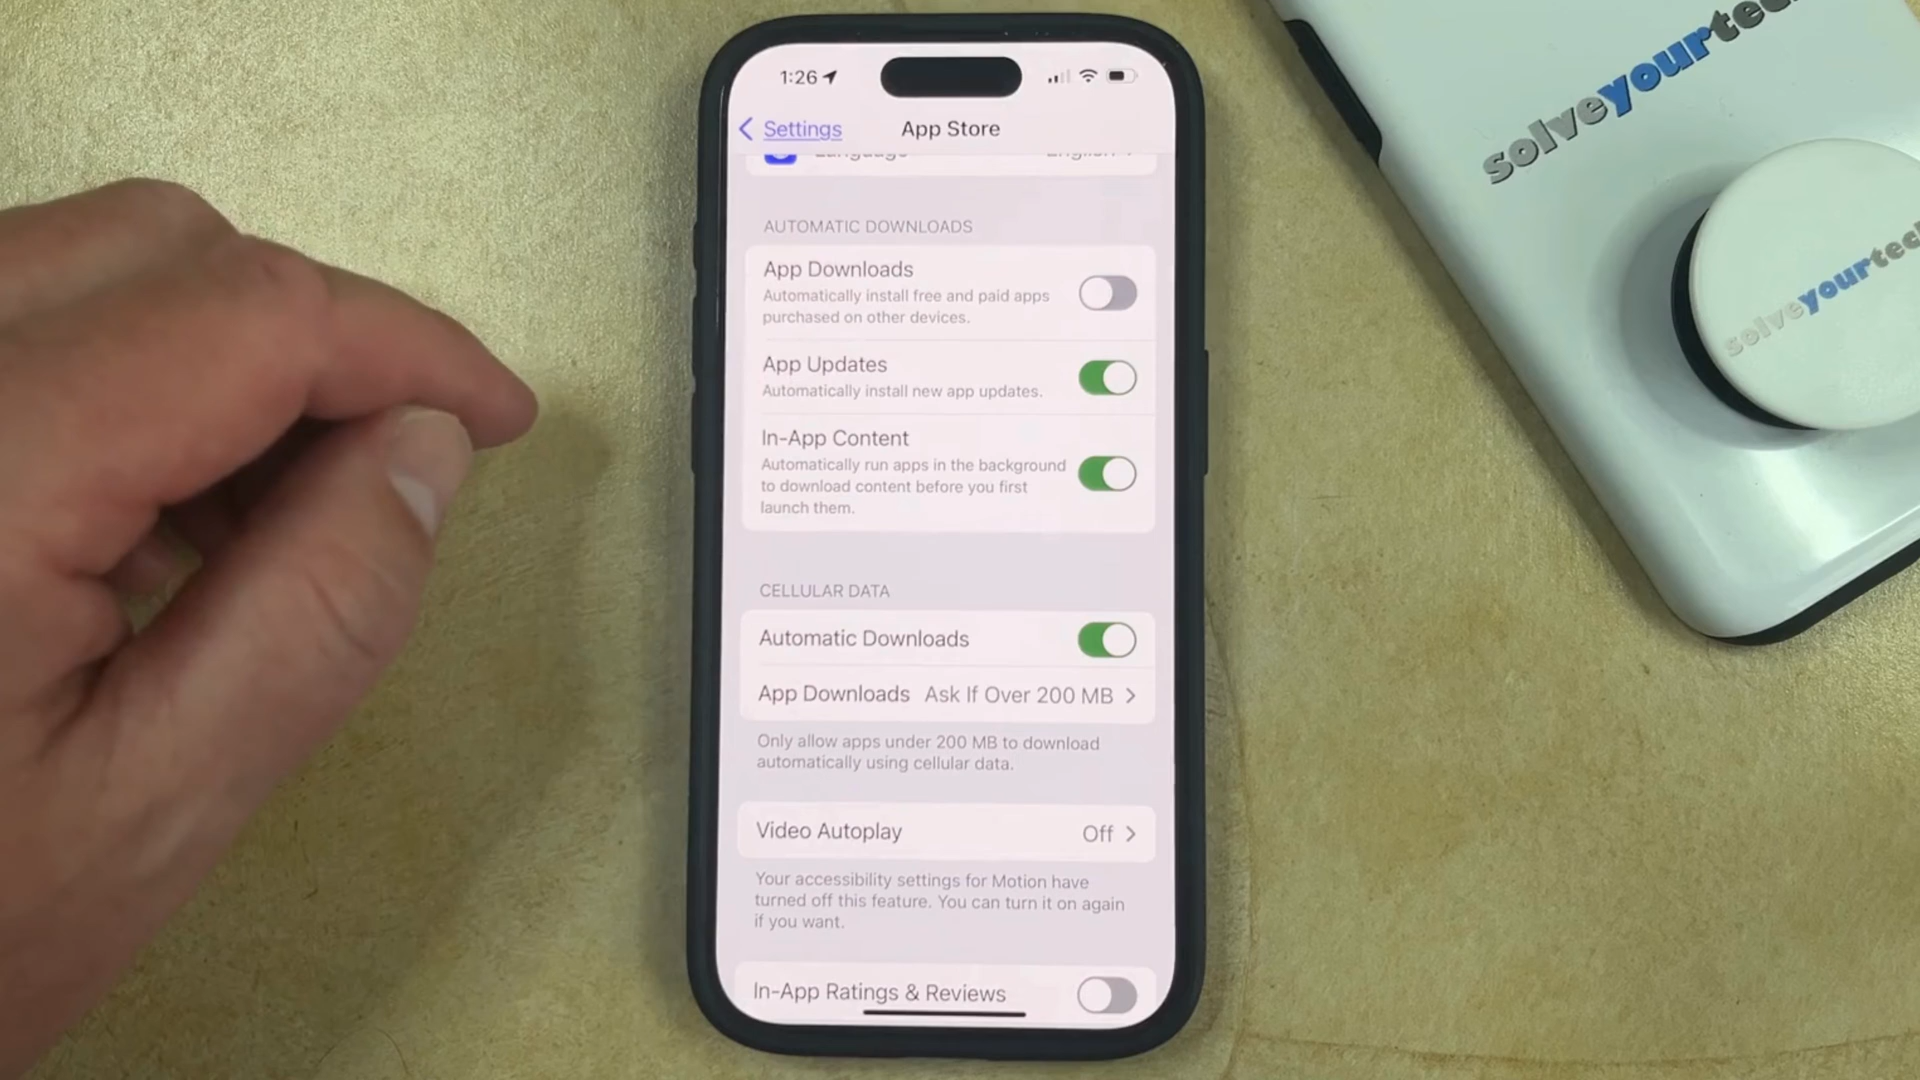 1:26
Settings
App Store
Language English
AUTOMATIC DOWNLOADS
App Downloads
Automatically install free and paid apps
purchased on other devices.
App Updates
Automatically install new app updates.
In-App Content
Automatically run apps in the background
to download content before you first
launch them.
CELLULAR DATA
Automatic Downloads
App Downloads Ask If Over 200 MB
Only allow apps under 200 MB to download
automatically using cellular data.
Video Autoplay Off
Your accessibility settings for Motion have
turned off this feature. You can turn it on again
if you want.
In-App Ratings & Reviews
solveyourtech
solveyourtech